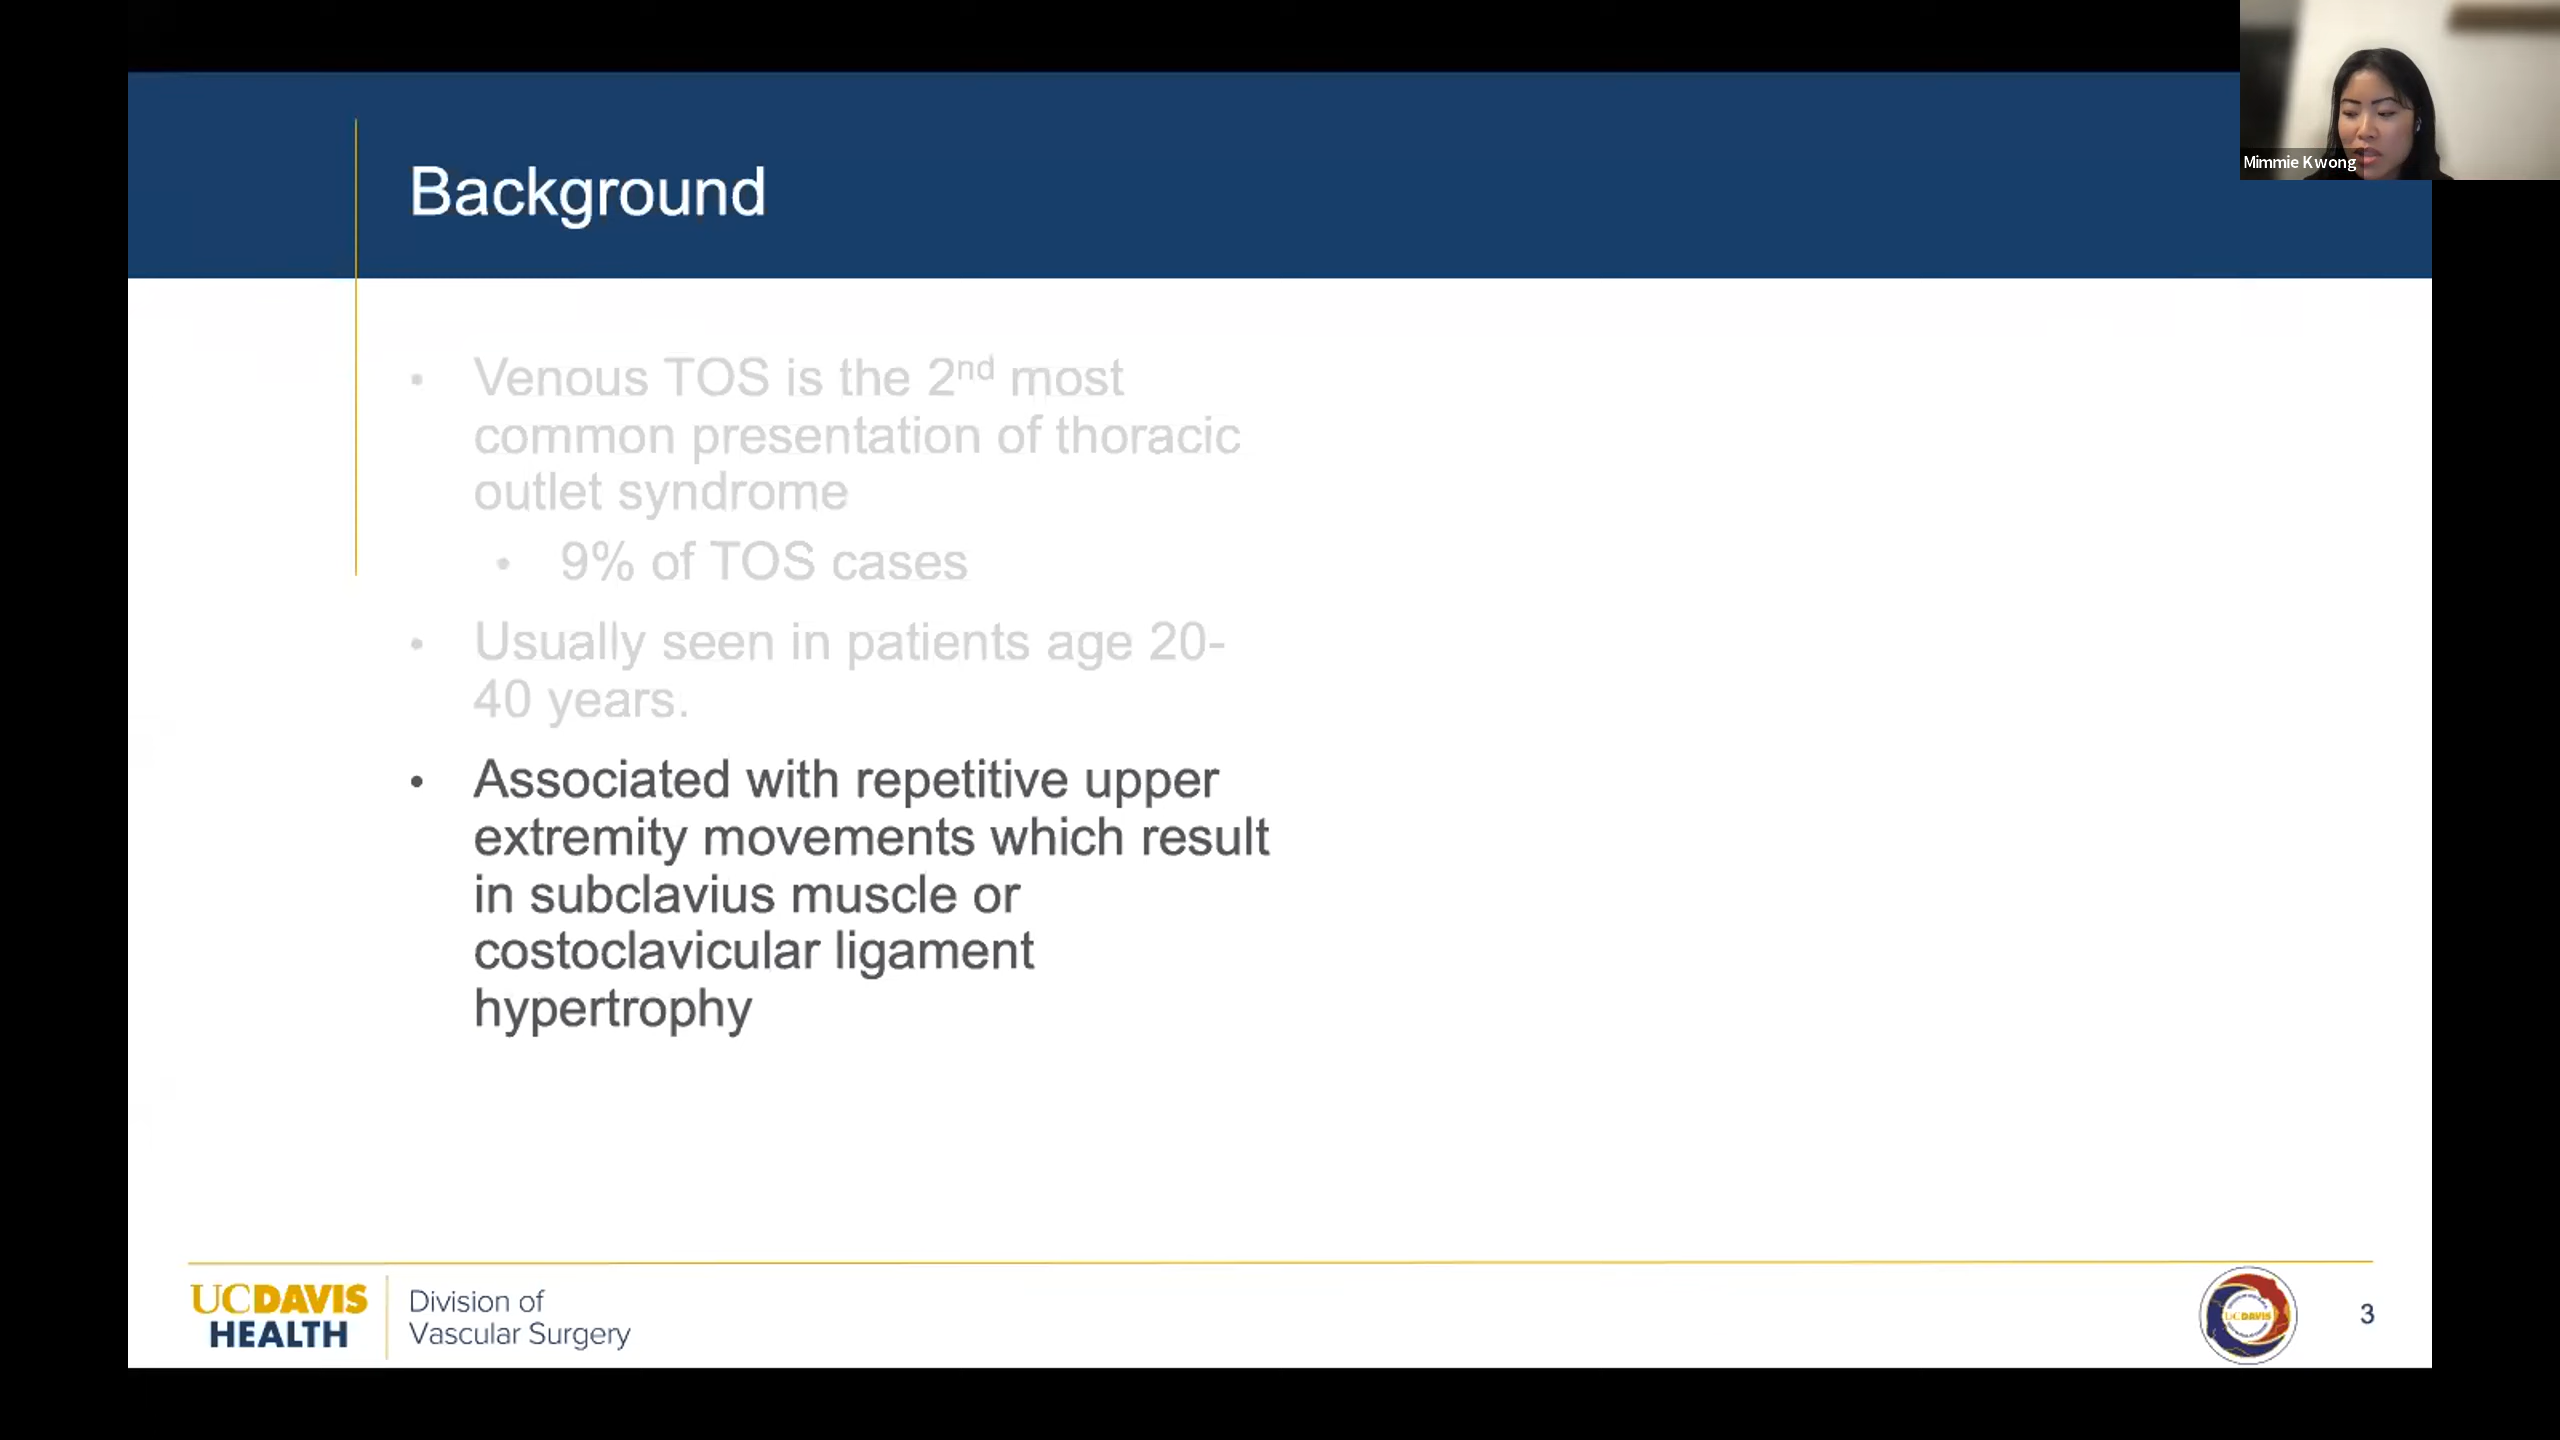 Mimmie Kwong
Background
• Venous TOS is the 2nd most
common presentation of thoracic
outlet syndrome
• 9% of TOS cases
• Usually seen in patients age 20-
40 years.
• Associated with repetitive upper
extremity movements which result
in subclavius muscle or
costoclavicular ligament
hypertrophy
UCDAVIS
HEALTH
Division of
Vascular Surgery
UCDAVIS
3